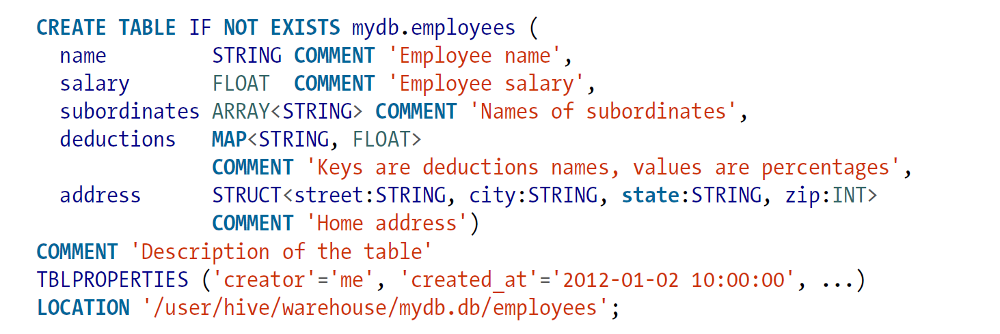 CREATE TABLE IF NOT EXISTS mydb.employees (
  name         STRING COMMENT 'Employee name',
  salary       FLOAT  COMMENT 'Employee salary',
  subordinates ARRAY<STRING> COMMENT 'Names of subordinates',
  deductions   MAP<STRING, FLOAT>
               COMMENT 'Keys are deductions names, values are percentages',
  address      STRUCT<street:STRING, city:STRING, state:STRING, zip:INT>
               COMMENT 'Home address')
COMMENT 'Description of the table'
TBLPROPERTIES ('creator'='me', 'created_at'='2012-01-02 10:00:00', ...)
LOCATION '/user/hive/warehouse/mydb.db/employees';